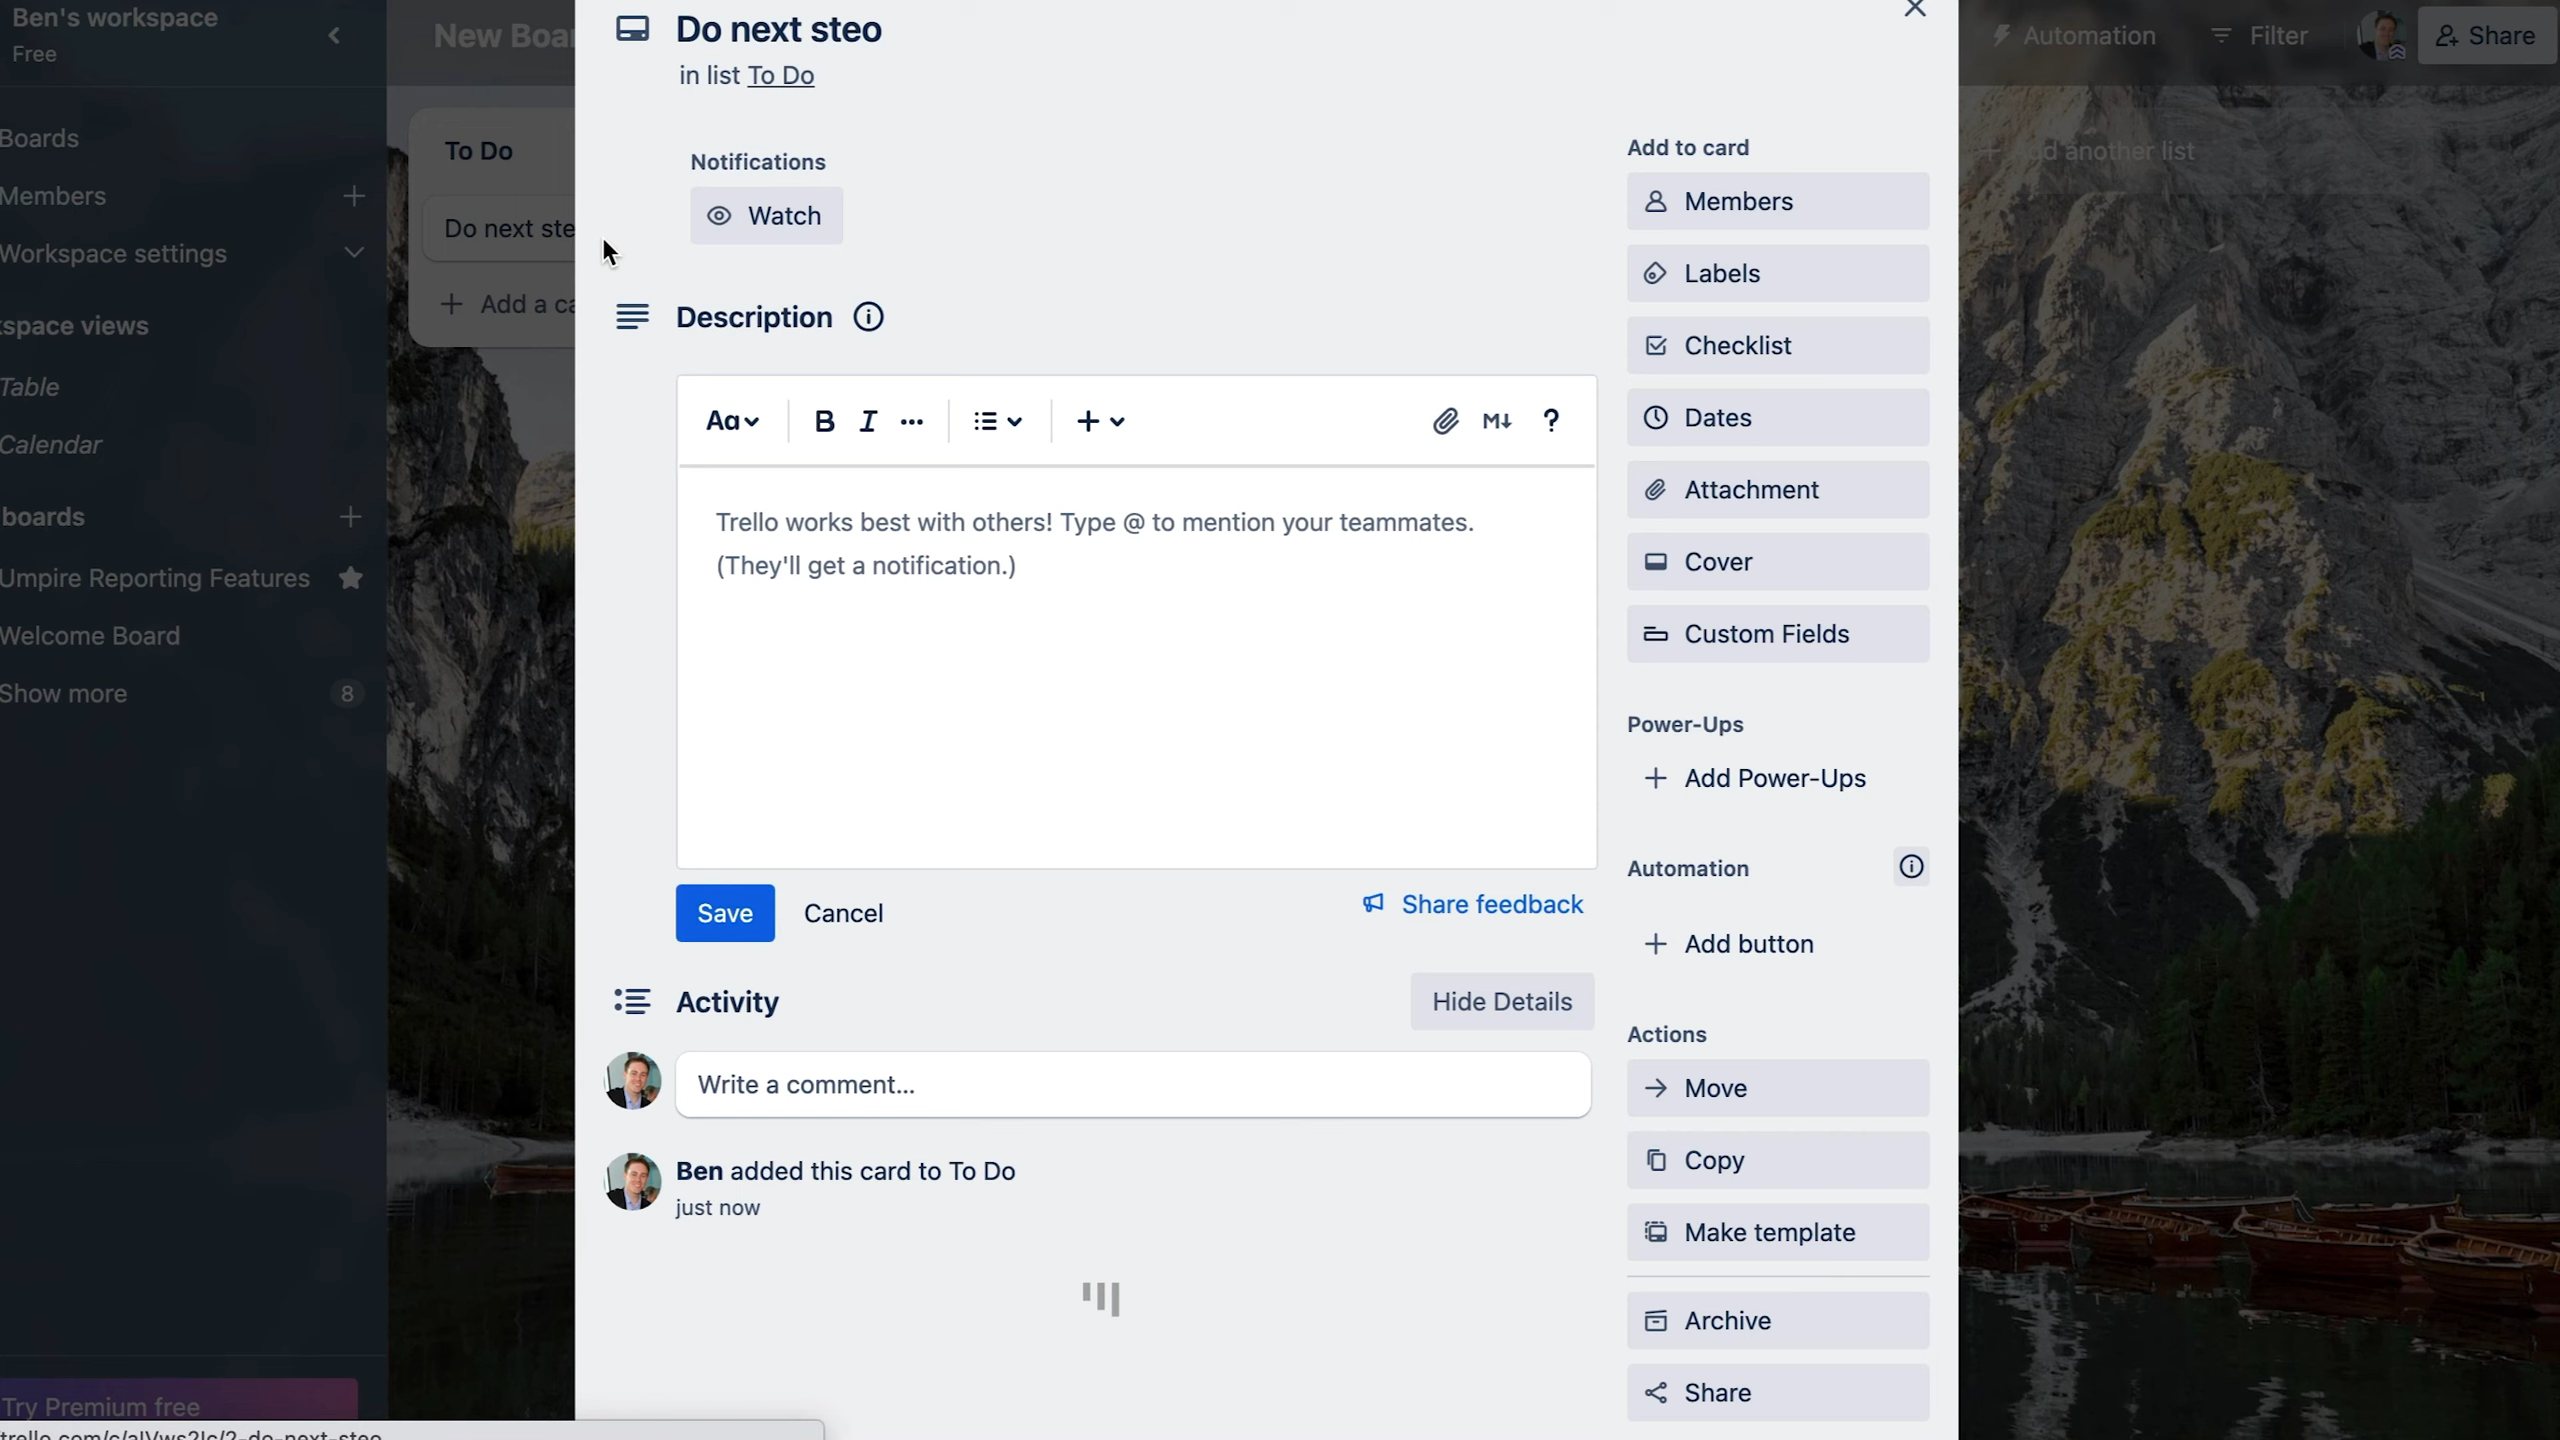 Ben's workspace
Free
Boards
Members
Workspace settings
space views
Table
Calendar
boards
Umpire Reporting Features
Welcome Board
Show more
8
Try Premium free
New Boar
To Do
Do next ste
Add a ca
Do next steo
in list To Do
Notifications
Watch
Description
Aa
B I
M↓ ?
Trello works best with others! Type @ to mention your teammates.
(They'll get a notification.)
Save Cancel
Share feedback
Activity
Hide Details
Write a comment...
Ben added this card to To Do
just now
Add to card
Members
Labels
Checklist
Dates
Attachment
Cover
Custom Fields
Power-Ups
Add Power-Ups
Automation
Add button
Actions
Move
Copy
Make template
Archive
Share
Automation
Filter
Share
d another list